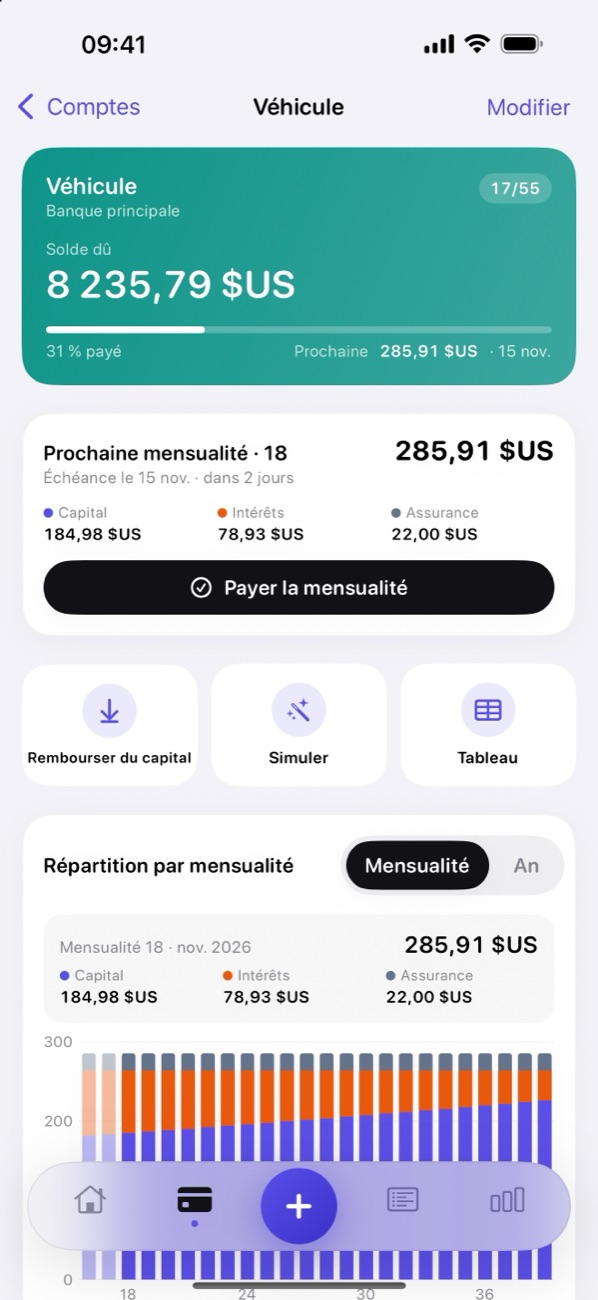 09:41
Comptes
Véhicule
Modifier
Véhicule
17/55
Banque principale
Solde dû
8 235,79 $US
31 % payé
Prochaine 285,91 $US · 15 nov.
Prochaine mensualité · 18
285,91 $US
Échéance le 15 nov. · dans 2 jours
Capital Intérêts Assurance
184,98 $US 78,93 $US 22,00 $US
Payer la mensualité
Rembourser du capital Simuler Tableau
Répartition par mensualité
Mensualité An
Mensualité 18 · nov. 2026
285,91 $US
Capital Intérêts Assurance
184,98 $US 78,93 $US 22,00 $US
300
200
0
18 24 30 36